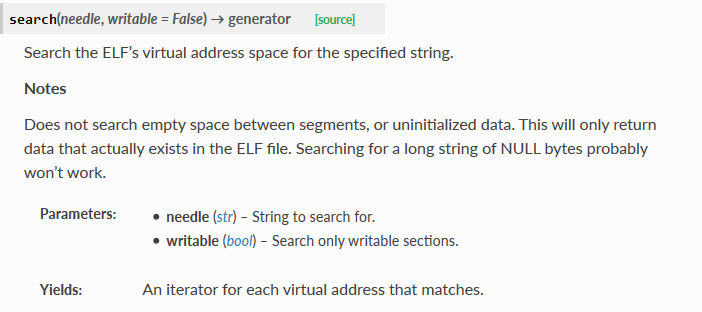 search(needle, writable = False) → generator [source]
Search the ELF’s virtual address space for the specified string.
Notes
Does not search empty space between segments, or uninitialized data. This will only return
data that actually exists in the ELF file. Searching for a long string of NULL bytes probably
won’t work.
Parameters: • needle (str) – String to search for.
• writable (bool) – Search only writable sections.
Yields: An iterator for each virtual address that matches.